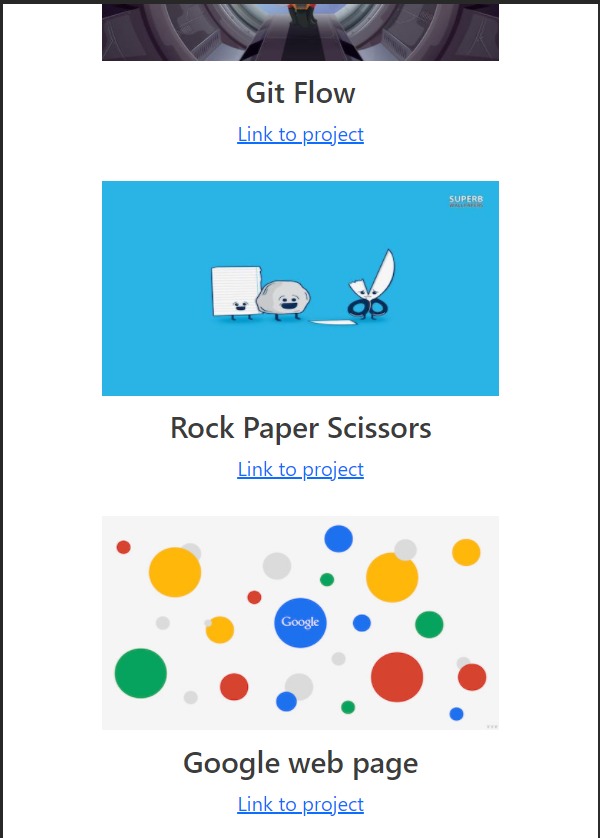 Git Flow
Link to project
SUPERB
WALLPAPERS
Rock Paper Scissors
Link to project
Google
Google web page
Link to project